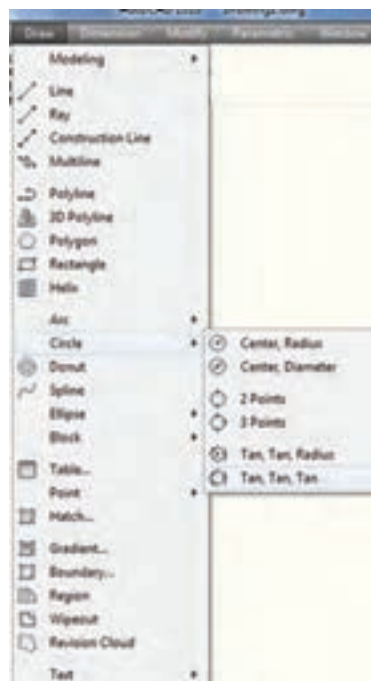 Draw Dimension Modify Parametric Window
Modeling
Line
Ray
Construction Line
Multiline
Polyline
3D Polyline
Polygon
Rectangle
Helix
Arc
Circle
Center, Radius
Center, Diameter
2 Points
3 Points
Tan, Tan, Radius
Tan, Tan, Tan
Donut
Spline
Ellipse
Block
Table...
Point
Hatch...
Gradient...
Boundary...
Region
Wipeout
Revision Cloud
Text